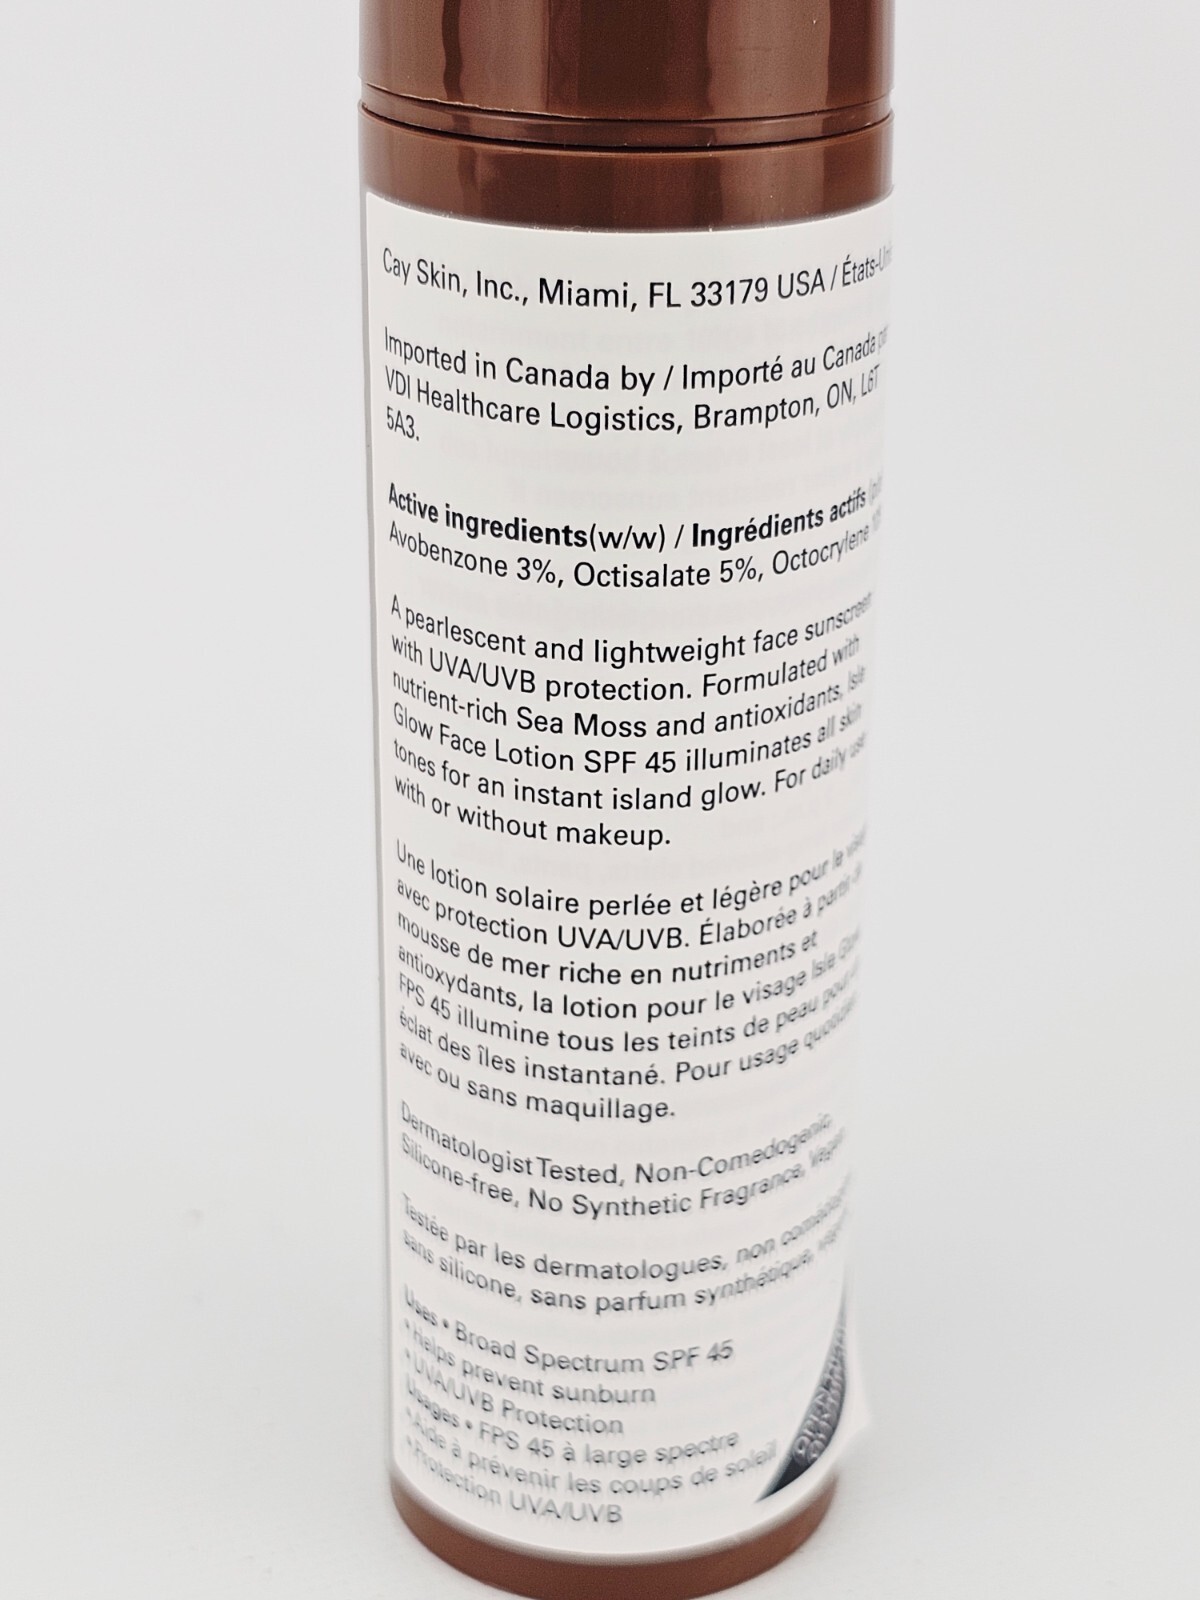 Cay Skin, Inc., Miami, FL 33179 USA / États-Unis
Imported in Canada by / Importé au Canada
VDI Healthcare Logistics, Brampton, ON, L6T
5A3.
Active ingredients(w/w) / Ingrédients actifs
Avobenzone 3%, Octisalate 5%, Octocrylene
A pearlescent and lightweight face sunscreen
with UVA/UVB protection. Formulated with
nutrient-rich Sea Moss and antioxidants, Isle
Glow Face Lotion SPF 45 illuminates all skin
tones for an instant island glow. For daily use
with or without makeup.
Une lotion solaire perlée et légère pour le
avec protection UVA/UVB. Élaborée à partir
mousse de mer riche en nutriments et
antioxydants, la lotion pour le visage Isle Glow
FPS 45 illumine tous les teints de peau pour
éclat des îles instantané. Pour usage
avec ou sans maquillage.
Dermatologist Tested, Non-Comedogenic,
Silicone-free, No Synthetic Fragrance, Vegan
Testée par les dermatologues, non
sans silicone, sans parfum synthétique,
Uses • Broad Spectrum SPF 45
• Helps prevent sunburn
• UVA/UVB Protection
Usages • FPS 45 à large spectre
• Aide à prévenir les coups de soleil
• Protection UVA/UVB